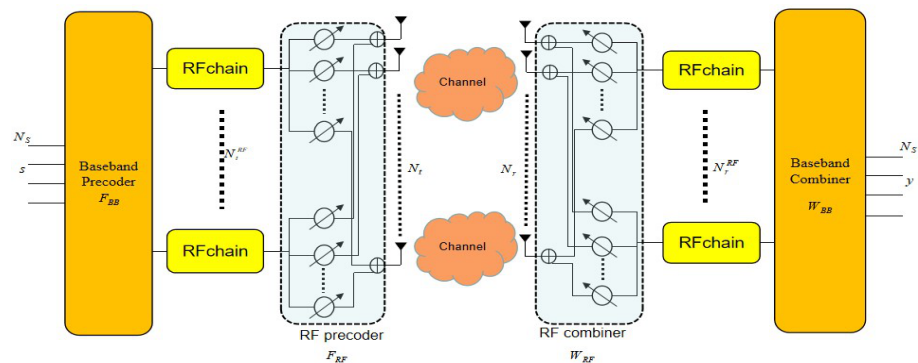 N_S
s
Baseband
Precoder
F_BB
RFchain
N_t^RF
RFchain
RF precoder
F_RF
N_t
Channel
Channel
N_r
RF combiner
W_RF
RFchain
N_r^RF
RFchain
Baseband
Combiner
W_BB
N_S
y